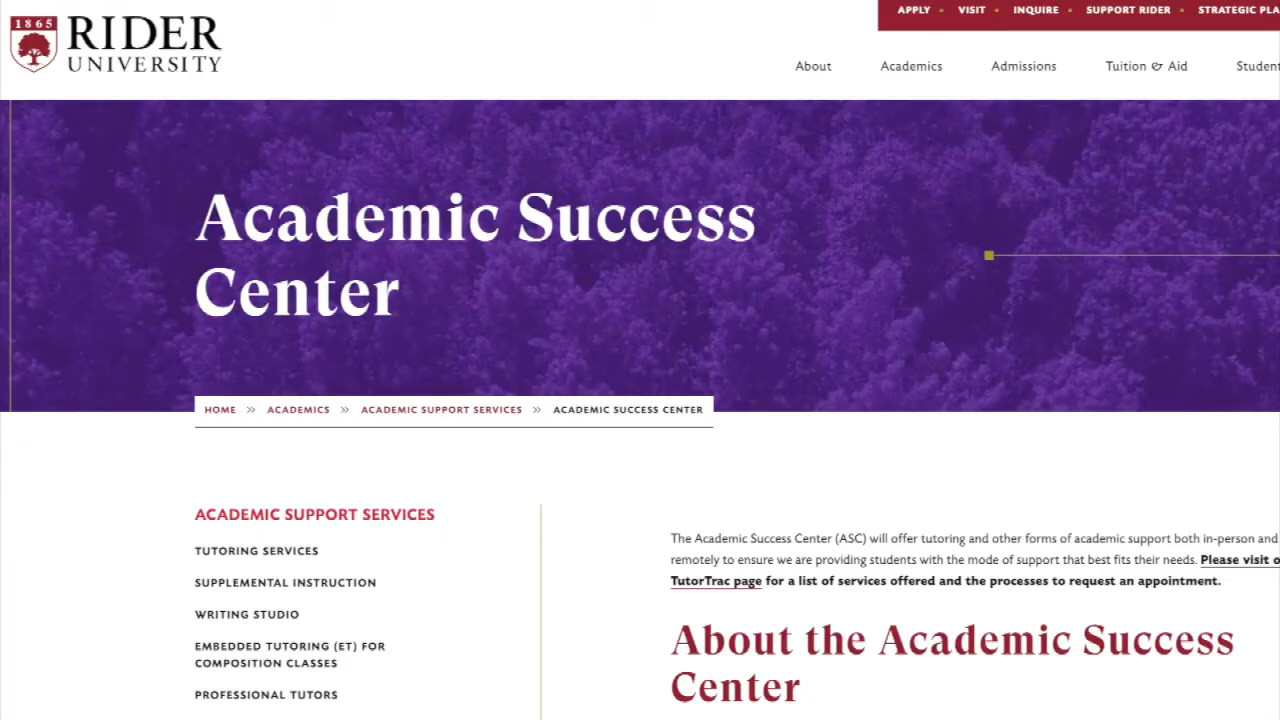 1865
RIDER
UNIVERSITY
APPLY VISIT INQUIRE SUPPORT RIDER STRATEGIC PLA
About Academics Admissions Tuition & Aid Student
Academic Success
Center
HOME » ACADEMICS » ACADEMIC SUPPORT SERVICES » ACADEMIC SUCCESS CENTER
ACADEMIC SUPPORT SERVICES
TUTORING SERVICES
SUPPLEMENTAL INSTRUCTION
WRITING STUDIO
EMBEDDED TUTORING (ET) FOR
COMPOSITION CLASSES
PROFESSIONAL TUTORS
The Academic Success Center (ASC) will offer tutoring and other forms of academic support both in-person and
remotely to ensure we are providing students with the mode of support that best fits their needs. Please visit o
TutorTrac page for a list of services offered and the processes to request an appointment.
About the Academic Success
Center